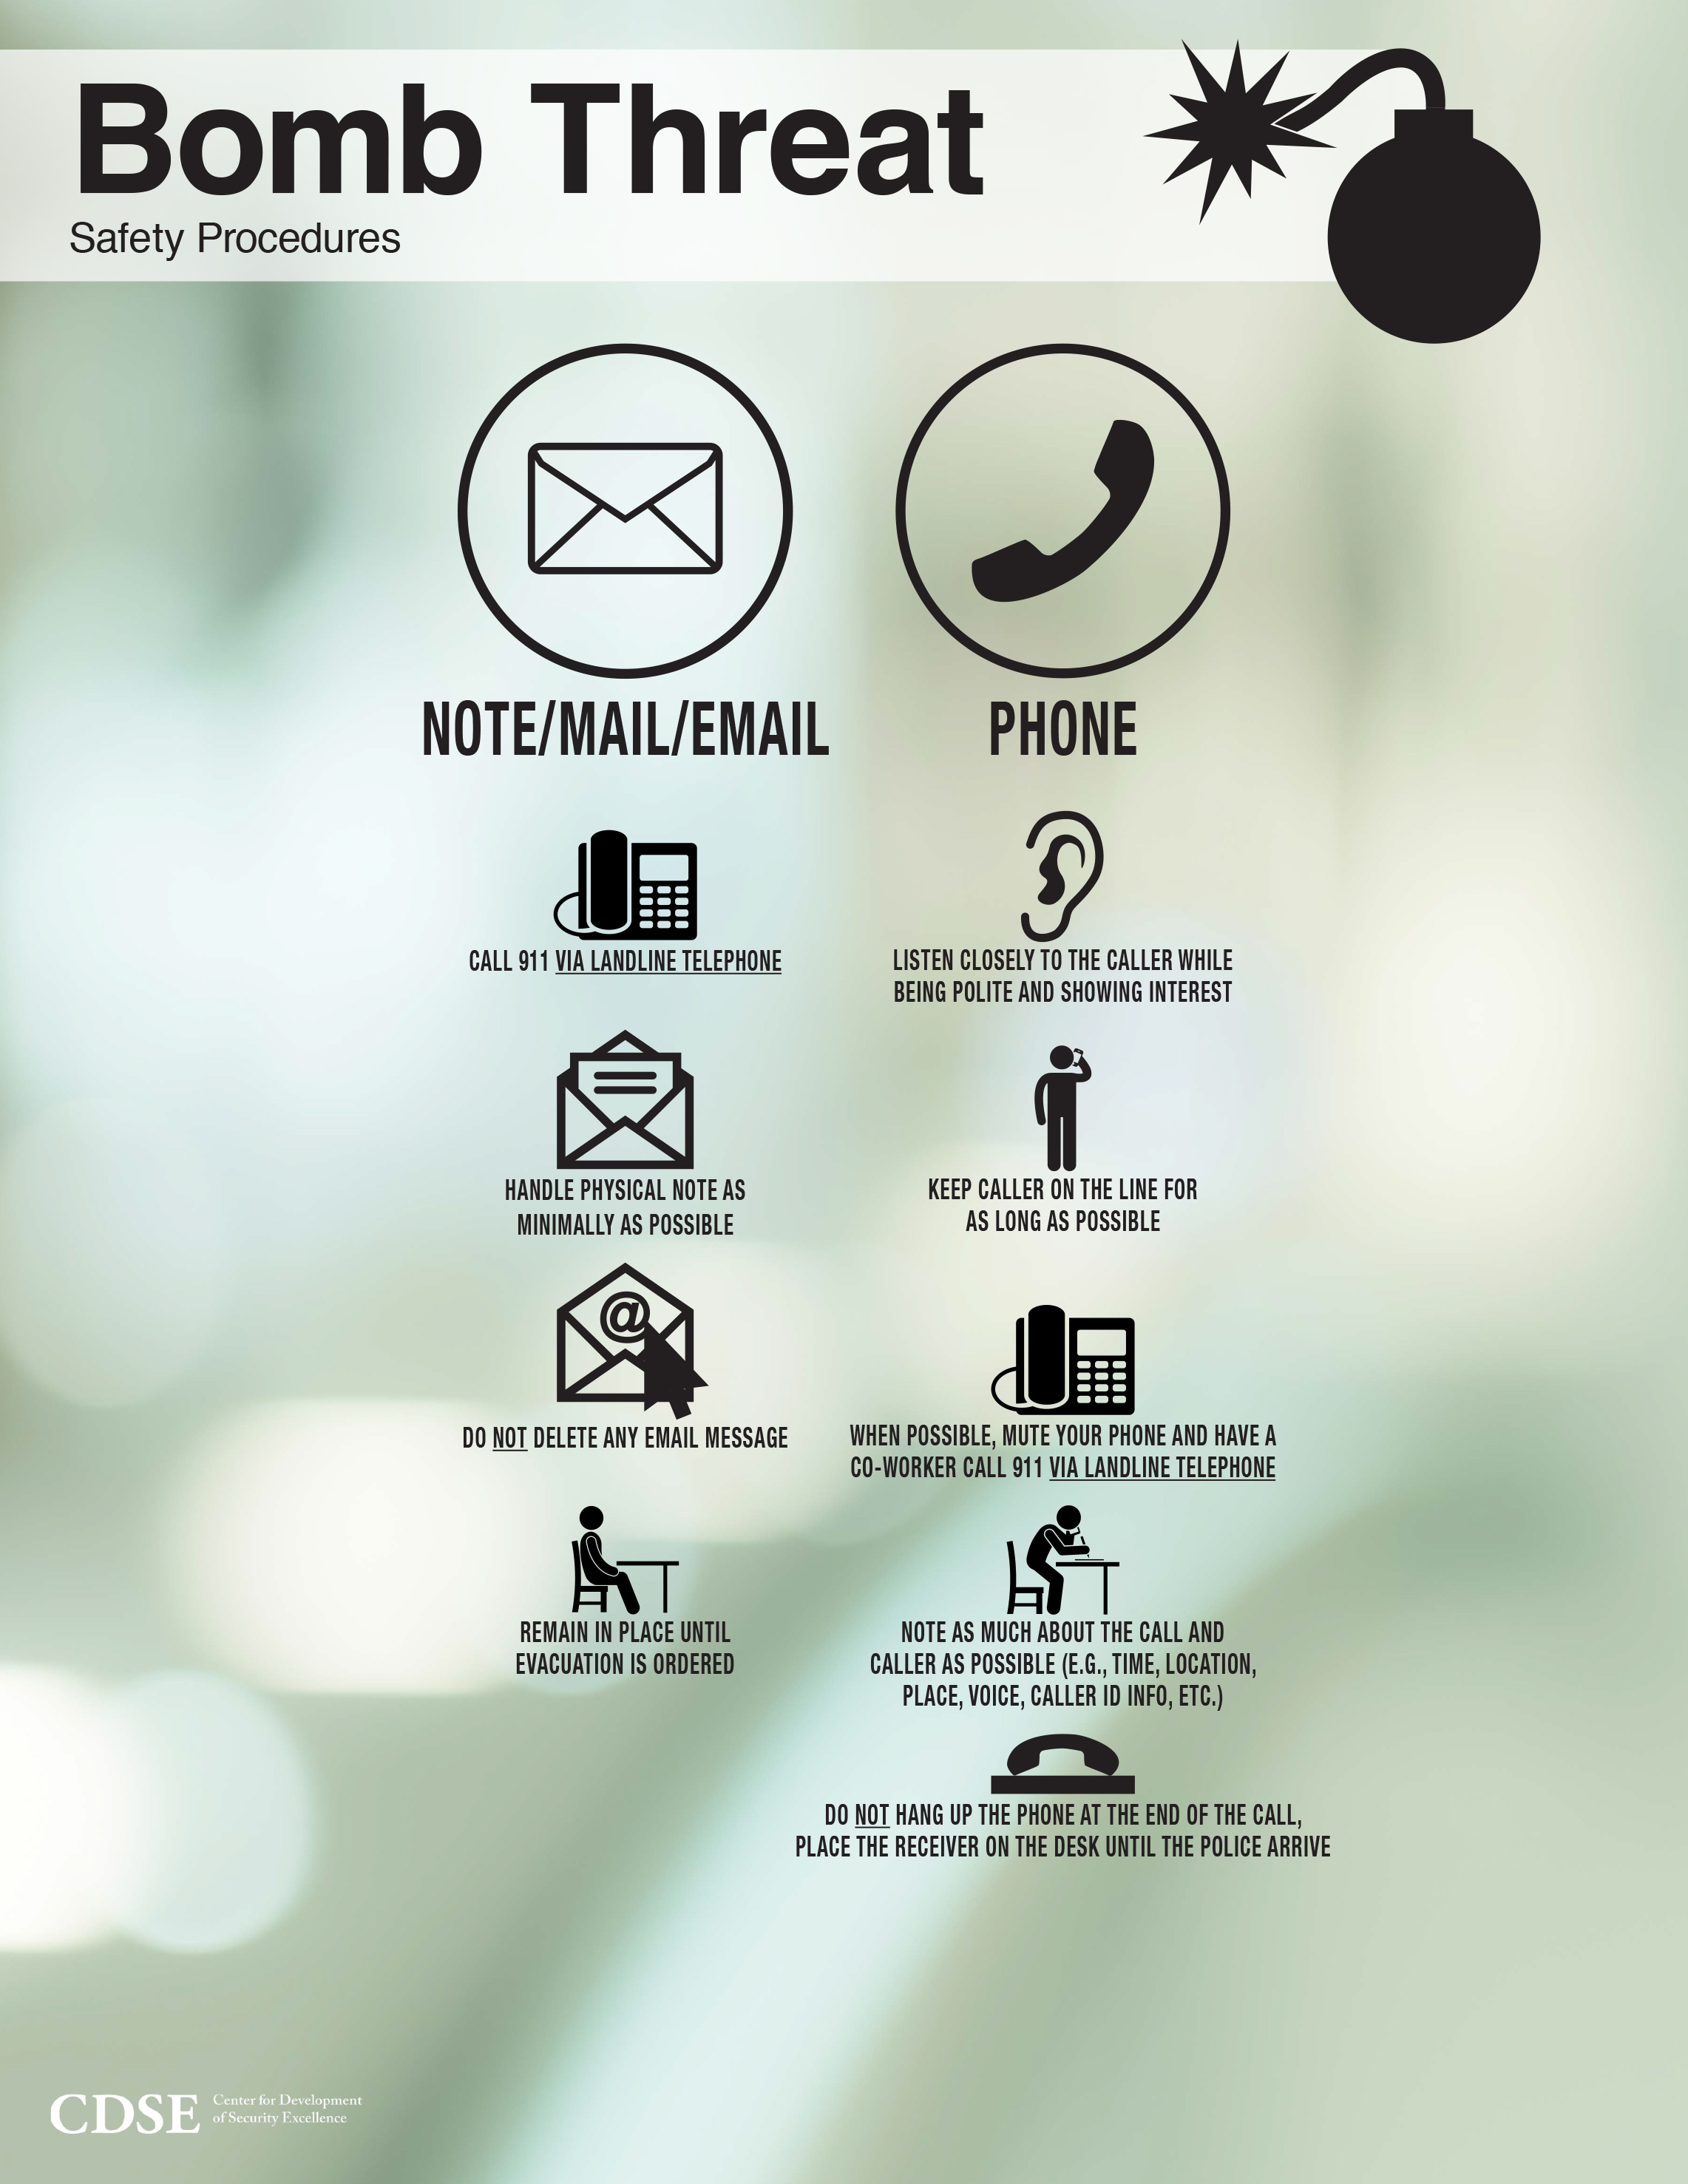 Bomb Threat
Safety Procedures
NOTE/MAIL/EMAIL
CALL 911 VIA LANDLINE TELEPHONE
HANDLE PHYSICAL NOTE AS
MINIMALLY AS POSSIBLE
@
DO NOT DELETE ANY EMAIL MESSAGE
REMAIN IN PLACE UNTIL
EVACUATION IS ORDERED
PHONE
LISTEN CLOSELY TO THE CALLER WHILE
BEING POLITE AND SHOWING INTEREST
KEEP CALLER ON THE LINE FOR
AS LONG AS POSSIBLE
WHEN POSSIBLE, MUTE YOUR PHONE AND HAVE A
CO-WORKER CALL 911 VIA LANDLINE TELEPHONE
NOTE AS MUCH ABOUT THE CALL AND
CALLER AS POSSIBLE (E.G., TIME, LOCATION,
PLACE, VOICE, CALLER ID INFO, ETC.)
DO NOT HANG UP THE PHONE AT THE END OF THE CALL,
PLACE THE RECEIVER ON THE DESK UNTIL THE POLICE ARRIVE
CDSE
Center for Development
of Security Excellence